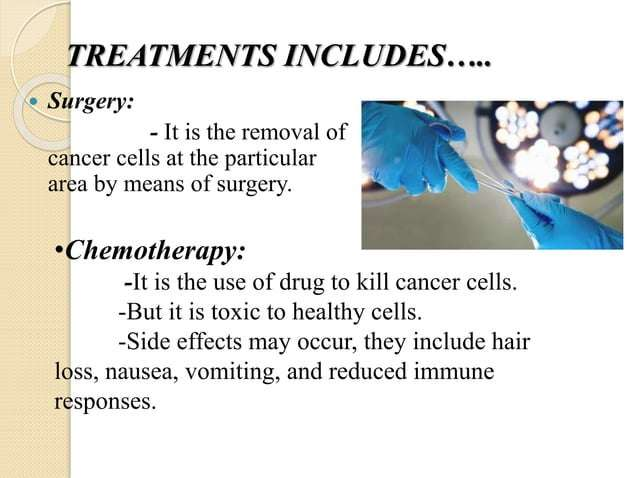 TREATMENTS INCLUDES…..
• Surgery:
- It is the removal of
cancer cells at the particular
area by means of surgery.
•Chemotherapy:
-It is the use of drug to kill cancer cells.
-But it is toxic to healthy cells.
-Side effects may occur, they include hair
loss, nausea, vomiting, and reduced immune
responses.